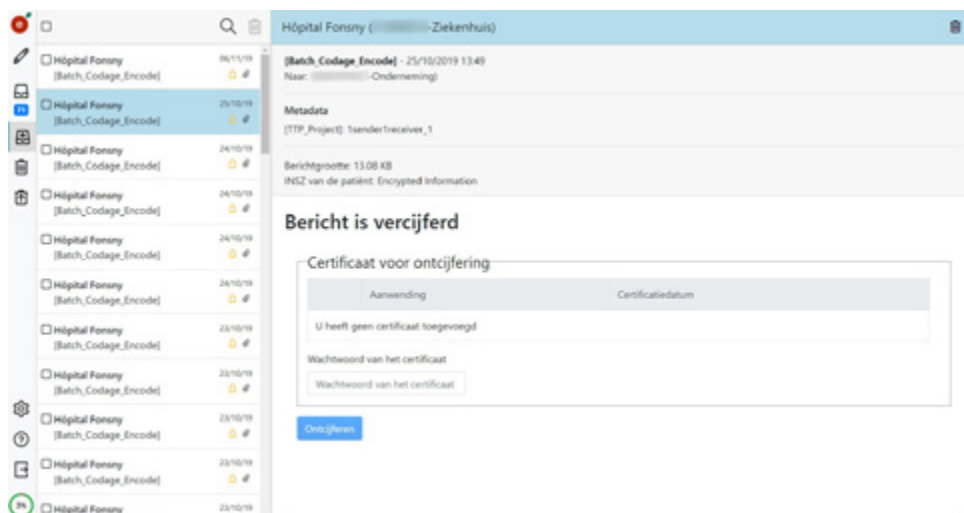 Hôpital Fonsny
06/11/19
[Batch_Codage_Encode]
Hôpital Fonsny
25/10/19
[Batch_Codage_Encode]
Hôpital Fonsny
24/10/19
[Batch_Codage_Encode]
Hôpital Fonsny
24/10/19
[Batch_Codage_Encode]
Hôpital Fonsny
24/10/19
[Batch_Codage_Encode]
Hôpital Fonsny
24/10/19
[Batch_Codage_Encode]
Hôpital Fonsny
23/10/19
[Batch_Codage_Encode]
Hôpital Fonsny
23/10/19
[Batch_Codage_Encode]
Hôpital Fonsny
23/10/19
[Batch_Codage_Encode]
Hôpital Fonsny
23/10/19
[Batch_Codage_Encode]
Hôpital Fonsny
23/10/19
Hôpital Fonsny ( -Ziekenhuis)
[Batch_Codage_Encode] - 25/10/2019 13:49
Naar: -Onderneming)
Metadata
[TTP_Project]: 1sender1receiver_1
Berichtgrootte: 13.08 KB
INSZ van de patiënt: Encrypted Information
Bericht is vercijferd
Certificaat voor ontcijfering
Aanwending Certificatiedatum
U heeft geen certificaat toegevoegd
Wachtwoord van het certificaat
Wachtwoord van het certificaat
Ontcijferen